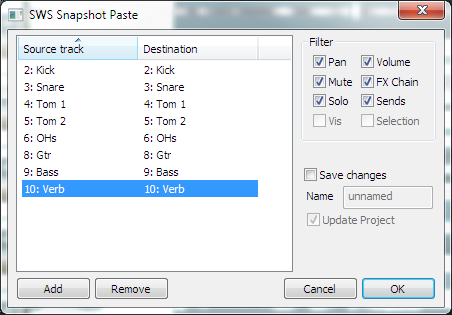 SWS Snapshot Paste
Source track Destination
2: Kick 2: Kick
3: Snare 3: Snare
4: Tom 1 4: Tom 1
5: Tom 2 5: Tom 2
6: OHs 6: OHs
8: Gtr 8: Gtr
9: Bass 9: Bass
10: Verb 10: Verb
Filter
Pan Volume
Mute FX Chain
Solo Sends
Vis Selection
Save changes
Name unnamed
Update Project
Add Remove Cancel OK